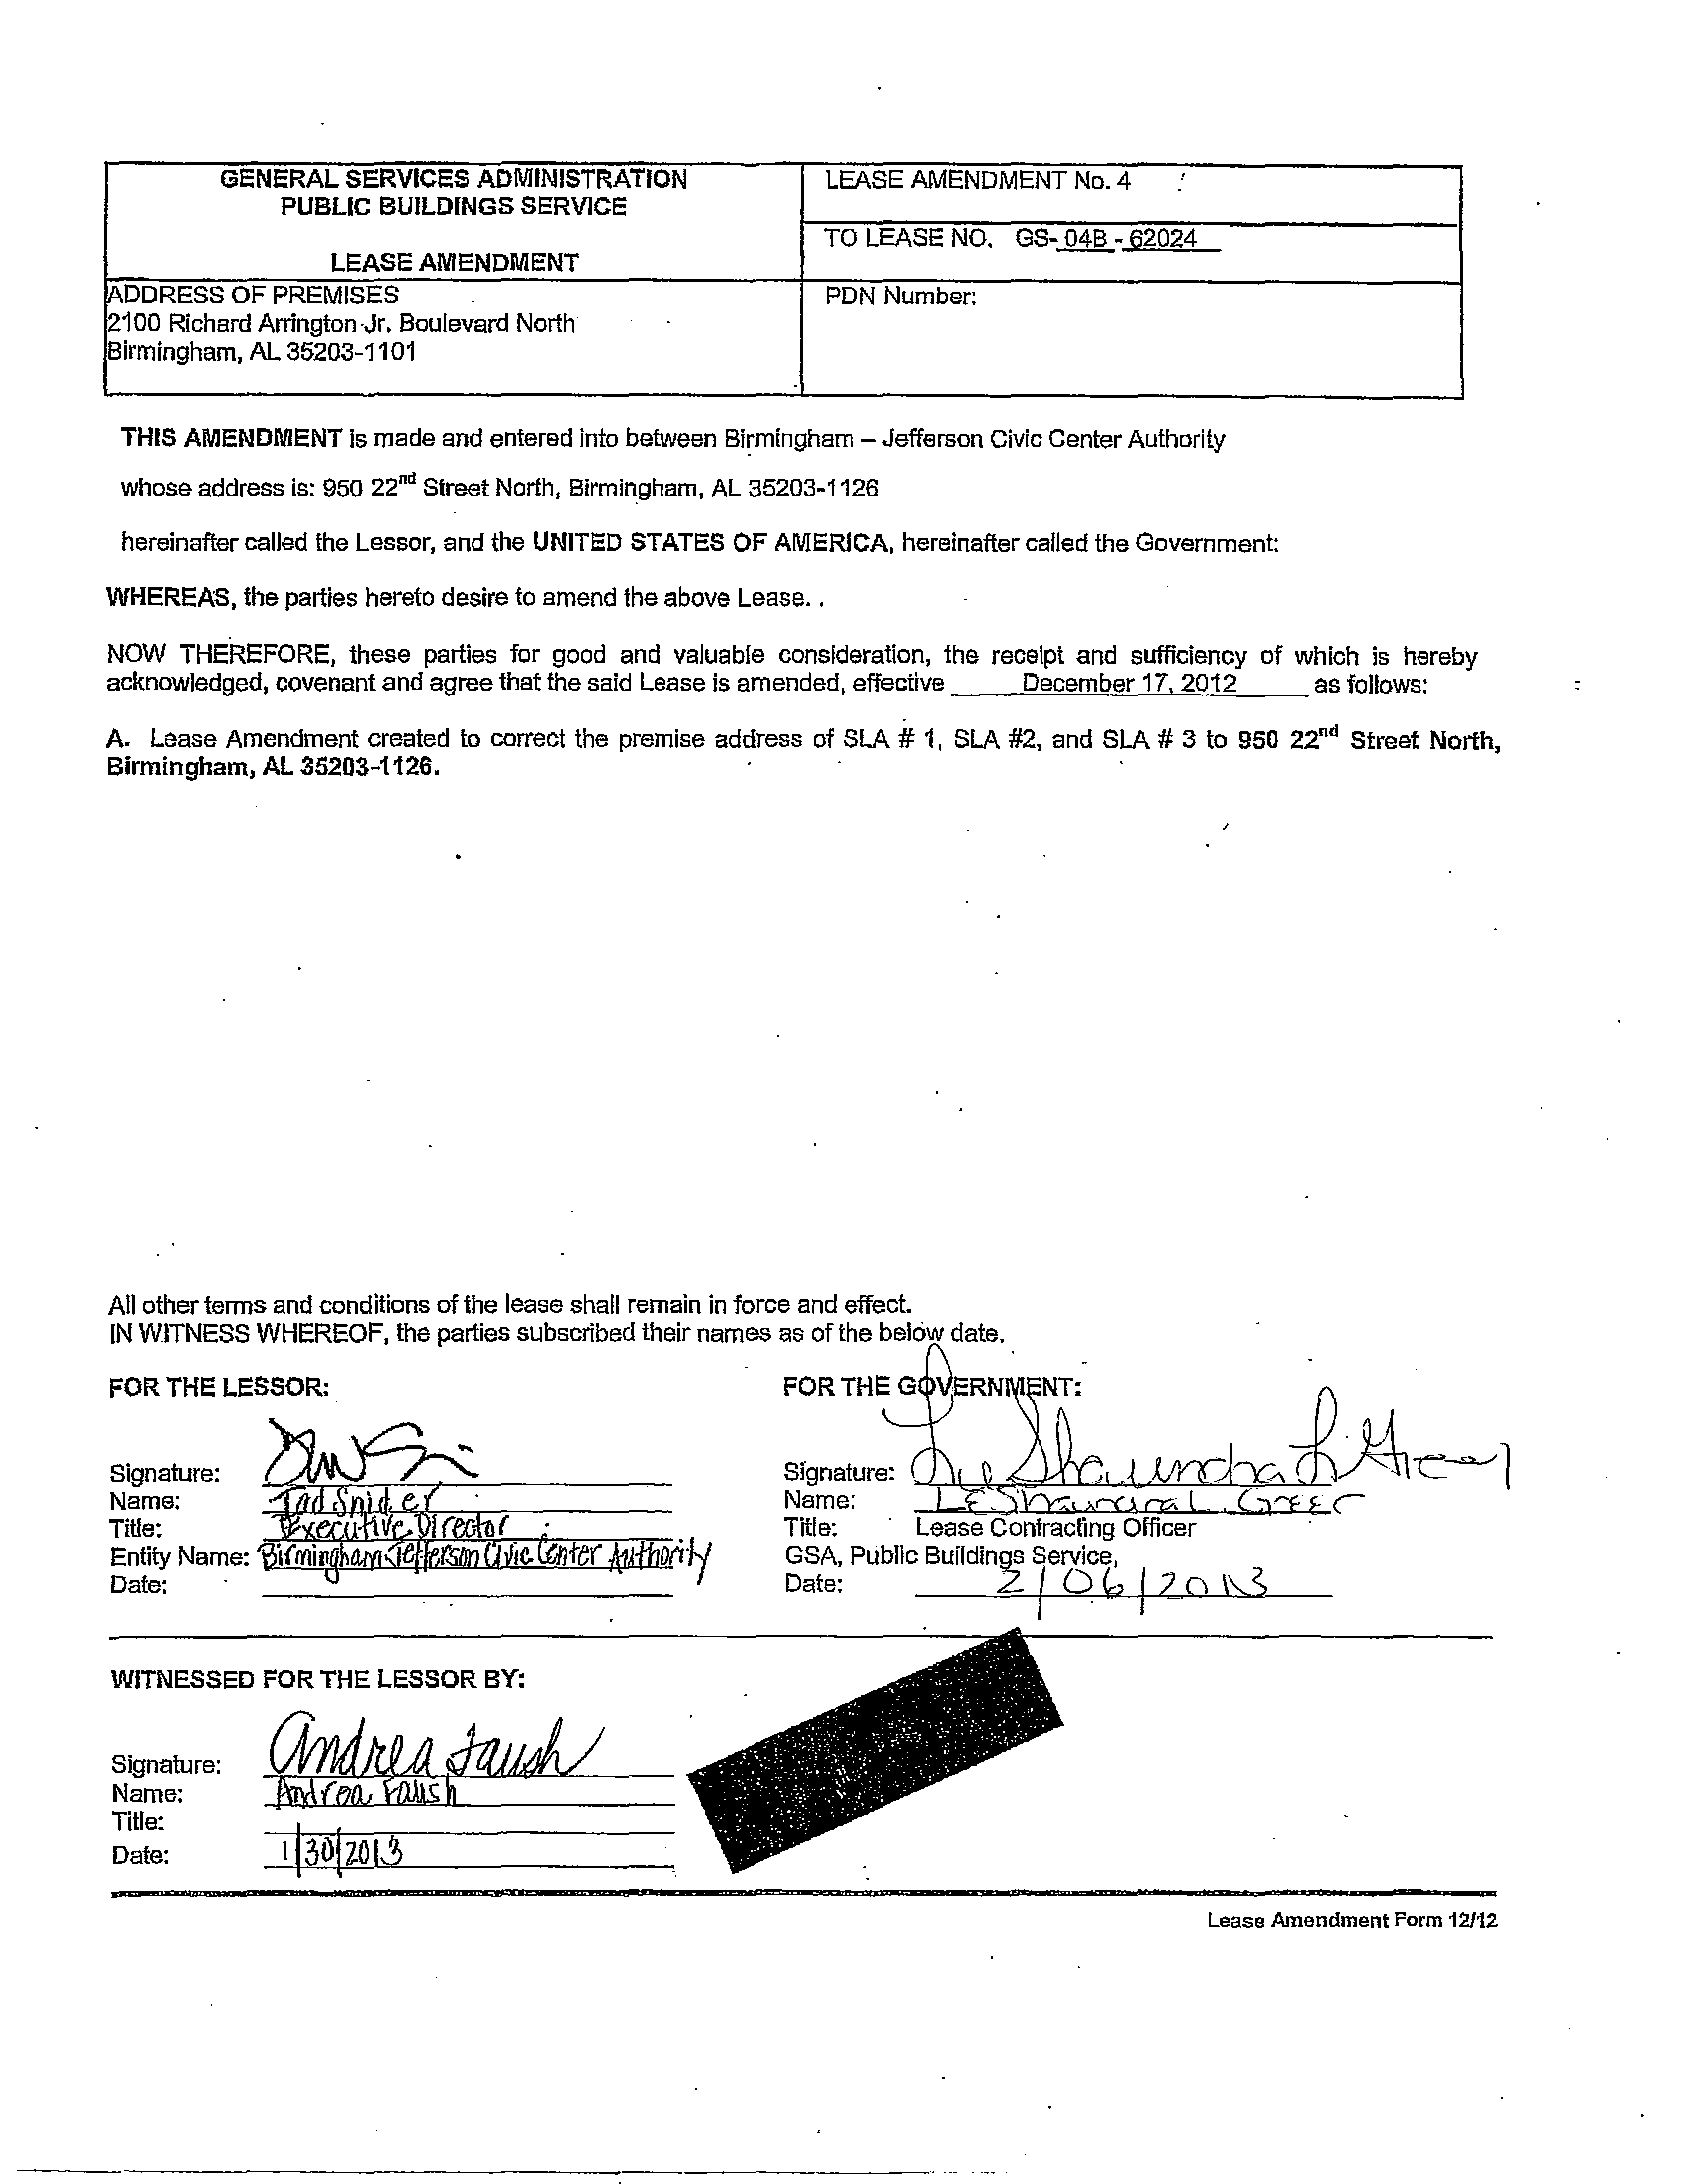 GENERAL SERVICES ADMINISTRATION
PUBLIC BUILDINGS SERVICE
LEASE AMENDMENT
LEASE AMENDMENT No. 4
TO LEASE NO. GS- 04B - 62024
ADDRESS OF PREMISES
2100 Richard Arrington Jr. Boulevard North
Birmingham, AL 35203-1101
PDN Number:
THIS AMENDMENT is made and entered into between Birmingham – Jefferson Civic Center Authority
whose address is: 950 22nd Street North, Birmingham, AL 35203-1126
hereinafter called the Lessor, and the UNITED STATES OF AMERICA, hereinafter called the Government:
WHEREAS, the parties hereto desire to amend the above Lease. .
NOW THEREFORE, these parties for good and valuable consideration, the receipt and sufficiency of which is hereby
acknowledged, covenant and agree that the said Lease is amended, effective December 17, 2012 as follows:
A. Lease Amendment created to correct the premise address of SLA # 1, SLA #2, and SLA # 3 to 950 22nd Street North,
Birmingham, AL 35203-1126.
All other terms and conditions of the lease shall remain in force and effect.
IN WITNESS WHEREOF, the parties subscribed their names as of the below date.
FOR THE LESSOR:
Signature:
Name: Tad Snider
Title: Executive Director
Entity Name: Birmingham Jefferson Civic Center Authority
Date:
FOR THE GOVERNMENT:
Signature: LeShaundra L Greer
Name: LeShaundra L. Greer
Title: Lease Contracting Officer
GSA, Public Buildings Service,
Date: 2/06/2013
WITNESSED FOR THE LESSOR BY:
Signature: Andrea Faush
Name: Andrea Faush
Title:
Date: 1/30/2013
Lease Amendment Form 12/12